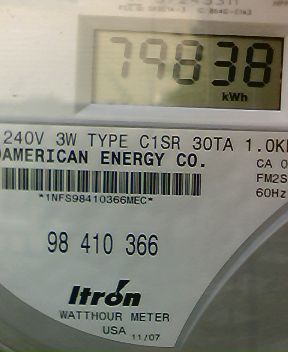 79838
kWh
240V 3W TYPE C1SR 30TA 1.0K
AMERICAN ENERGY CO.
CA 0
FM2S
60Hz
*1NFS98410366MEC*
98 410 366
Itron
WATTHOUR METER
USA 11/07